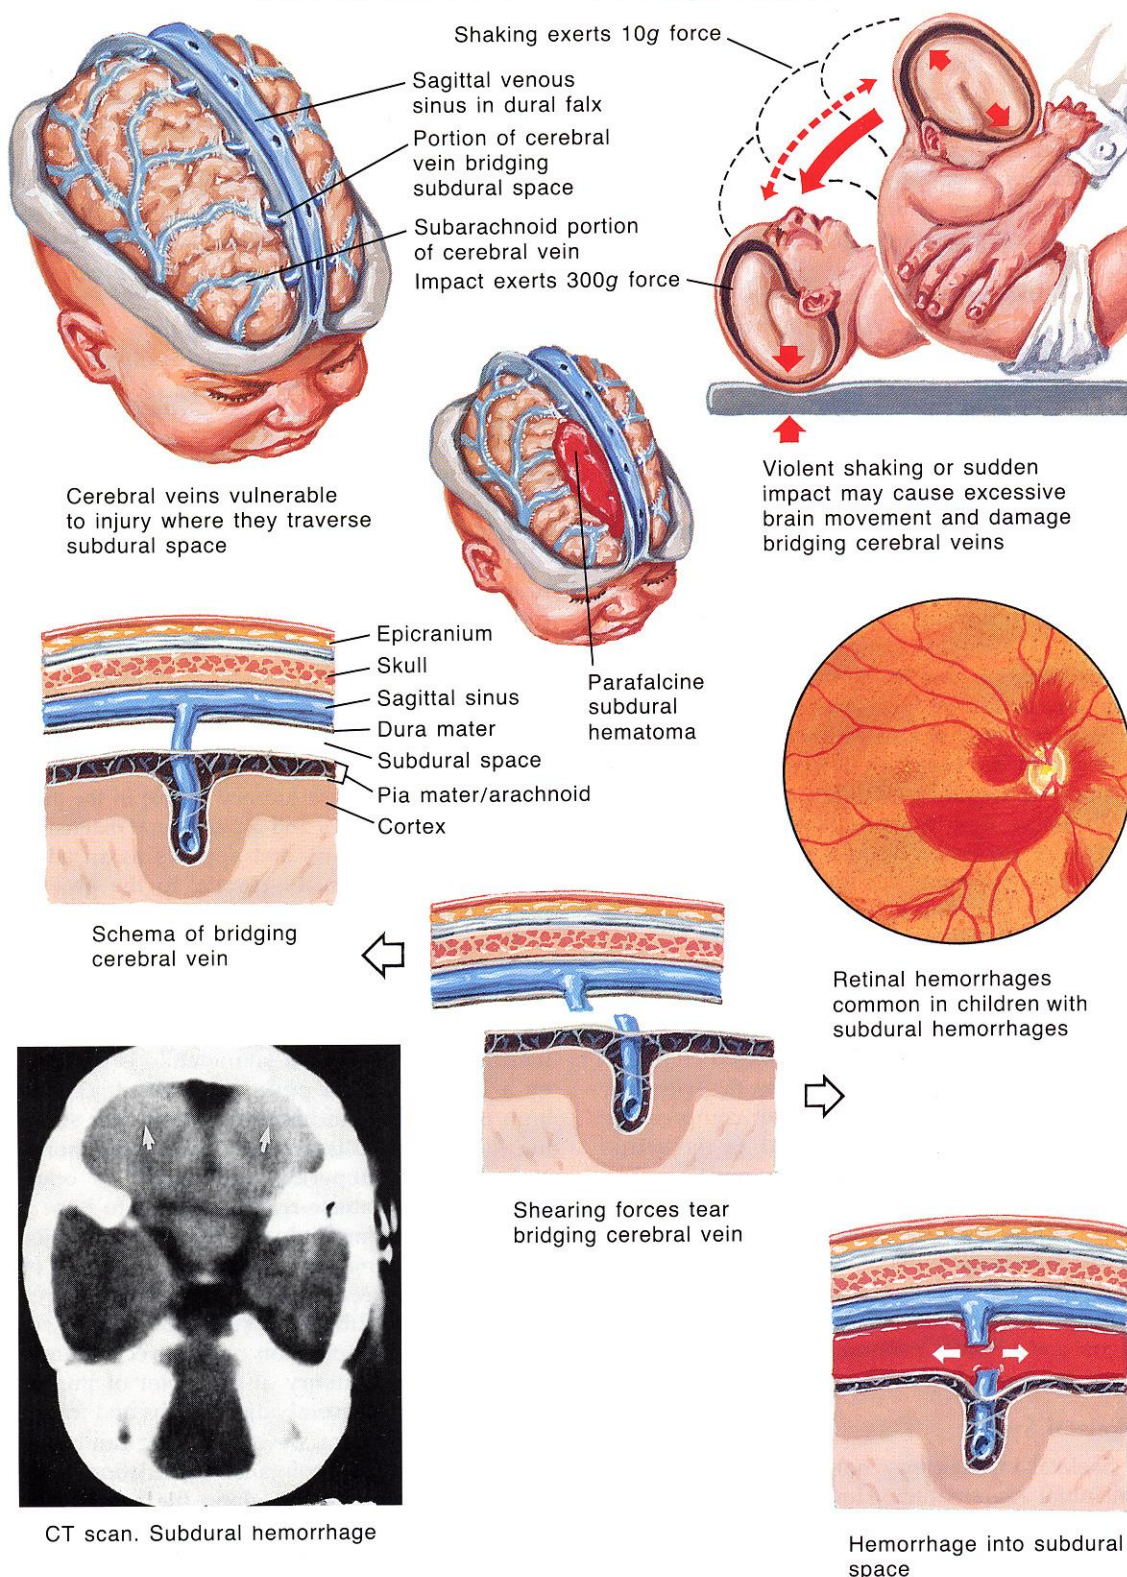 Shaking exerts 10g force
Sagittal venous
sinus in dural falx
Portion of cerebral
vein bridging
subdural space
Subarachnoid portion
of cerebral vein
Impact exerts 300g force
Cerebral veins vulnerable
to injury where they traverse
subdural space
Violent shaking or sudden
impact may cause excessive
brain movement and damage
bridging cerebral veins
Epicranium
Skull
Sagittal sinus
Dura mater
Subdural space
Pia mater/arachnoid
Cortex
Parafalcine
subdural
hematoma
Schema of bridging
cerebral vein
Retinal hemorrhages
common in children with
subdural hemorrhages
Shearing forces tear
bridging cerebral vein
CT scan. Subdural hemorrhage
Hemorrhage into subdural
space